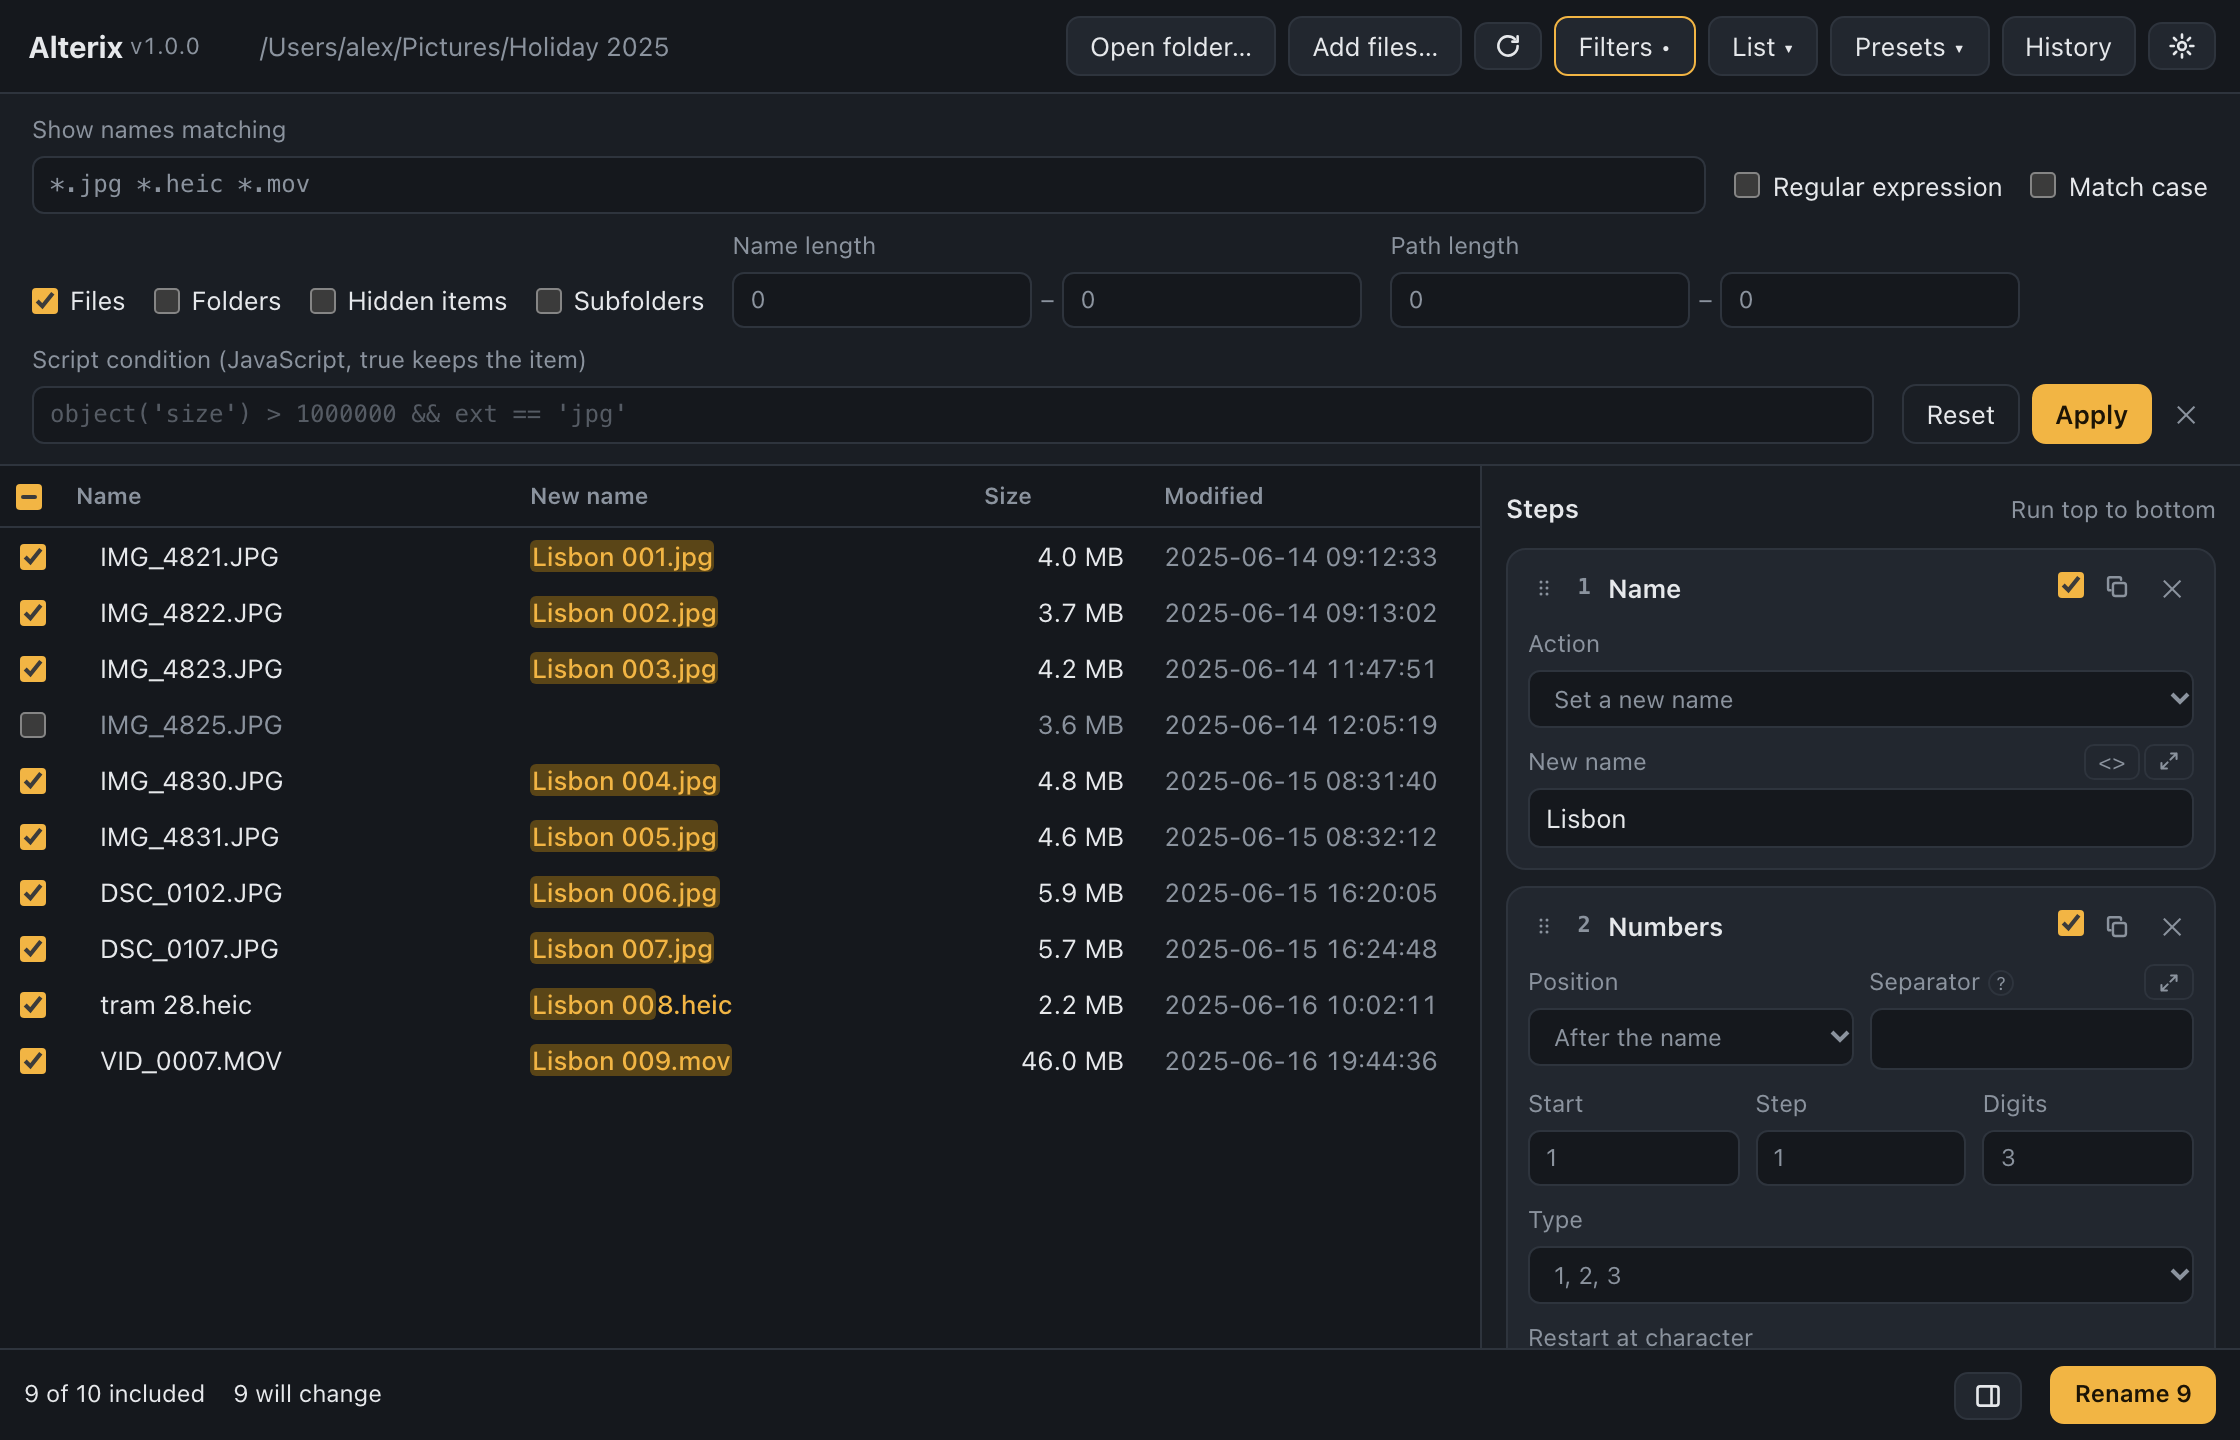 Alterix v1.0.0 /Users/alex/Pictures/Holiday 2025 Open folder... Add files... Filters • List ▾ Presets ▾ History
Show names matching
*.jpg *.heic *.mov Regular expression Match case
Name length Path length
Files Folders Hidden items Subfolders 0 – 0 0 – 0
Script condition (JavaScript, true keeps the item)
object('size') > 1000000 && ext == 'jpg' Reset Apply
Name New name Size Modified
IMG_4821.JPG Lisbon 001.jpg 4.0 MB 2025-06-14 09:12:33
IMG_4822.JPG Lisbon 002.jpg 3.7 MB 2025-06-14 09:13:02
IMG_4823.JPG Lisbon 003.jpg 4.2 MB 2025-06-14 11:47:51
IMG_4825.JPG 3.6 MB 2025-06-14 12:05:19
IMG_4830.JPG Lisbon 004.jpg 4.8 MB 2025-06-15 08:31:40
IMG_4831.JPG Lisbon 005.jpg 4.6 MB 2025-06-15 08:32:12
DSC_0102.JPG Lisbon 006.jpg 5.9 MB 2025-06-15 16:20:05
DSC_0107.JPG Lisbon 007.jpg 5.7 MB 2025-06-15 16:24:48
tram 28.heic Lisbon 008.heic 2.2 MB 2025-06-16 10:02:11
VID_0007.MOV Lisbon 009.mov 46.0 MB 2025-06-16 19:44:36
Steps Run top to bottom
1 Name
Action
Set a new name
New name <>
Lisbon
2 Numbers
Position Separator ?
After the name
Start Step Digits
1 1 3
Type
1, 2, 3
Restart at character
9 of 10 included 9 will change Rename 9